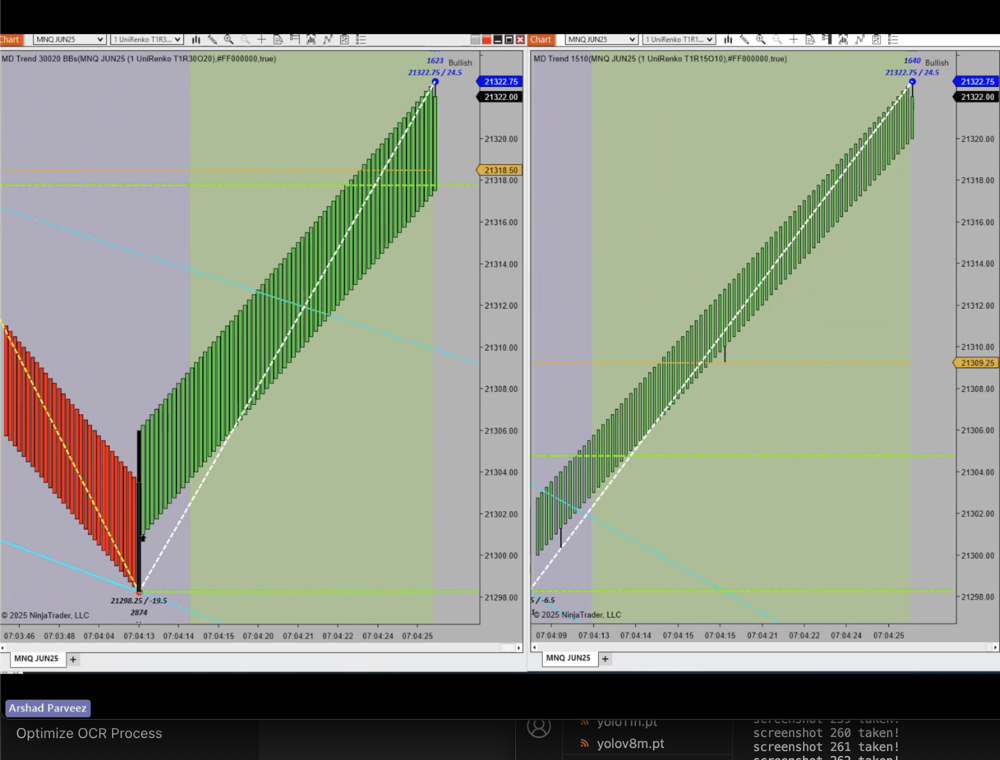 Chart
MNQ JUN25
1 UniRenko T1R3...
MD Trend 30020 BBs(MNQ JUN25 (1 UniRenko T1R30O20),#FF000000,true)
1623
Bullish
21322.75 / 24.5
21322.75
21322.00
21320.00
21318.50
21318.00
21316.00
21314.00
21312.00
21310.00
21308.00
21306.00
21304.00
21302.00
21300.00
21298.00
21298.25 / -19.5
2874
© 2025 NinjaTrader, LLC
07:03:46
07:03:48
07:04:04
07:04:13
07:04:14
07:04:15
07:04:20
07:04:22
07:04:24
07:04:25
MNQ JUN25
+
Chart
MNQ JUN25
1 UniRenko T1R1...
MD Trend 1510(MNQ JUN25 (1 UniRenko T1R15O10),#FF000000,true)
1640
Bullish
21322.75 / 24.5
21322.75
21322.00
21320.00
21318.00
21316.00
21314.00
21312.00
21310.00
21309.25
21308.00
21306.00
21304.00
21302.00
21300.00
21298.00
5 / -6.5
© 2025 NinjaTrader, LLC
07:04:09
07:04:13
07:04:14
07:04:15
07:04:15
07:04:21
07:04:22
07:04:24
07:04:25
MNQ JUN25
+
Arshad Parveez
Optimize OCR Process
yolo11n.pt
yolov8m.pt
screenshot 259 taken!
screenshot 260 taken!
screenshot 261 taken!
screenshot 262 taken!